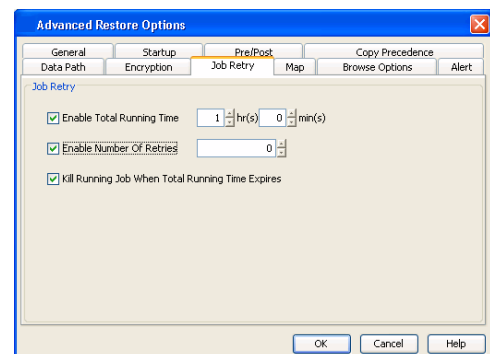 Advanced Restore Options
General Startup Pre/Post Copy Precedence
Data Path Encryption Job Retry Map Browse Options Alert
Job Retry
Enable Total Running Time 1 hr(s) 0 min(s)
Enable Number Of Retries 0
Kill Running Job When Total Running Time Expires
OK Cancel Help